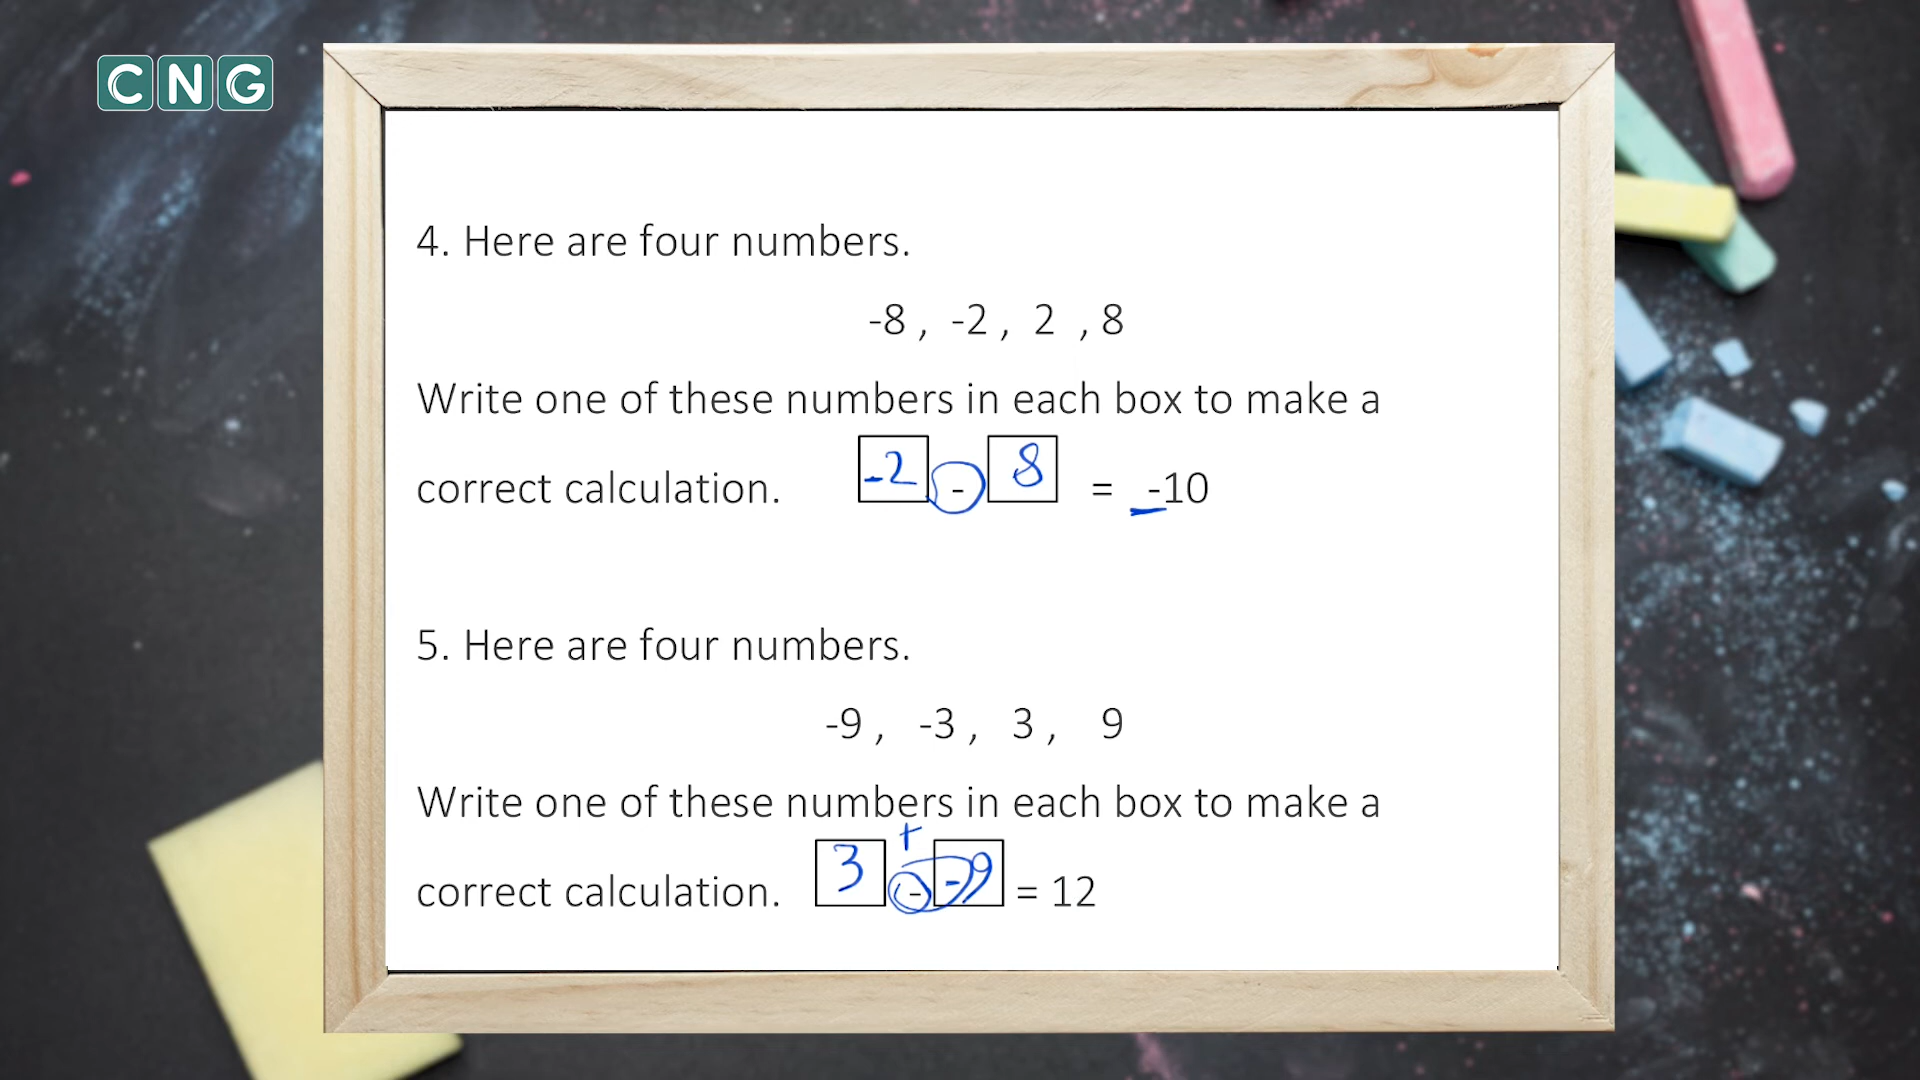 CNG
4. Here are four numbers.
-8 , -2 , 2 , 8
Write one of these numbers in each box to make a
correct calculation. -2 - 8 = -10
5. Here are four numbers.
-9 , -3 , 3 , 9
Write one of these numbers in each box to make a
+
correct calculation. 3 - -9 = 12